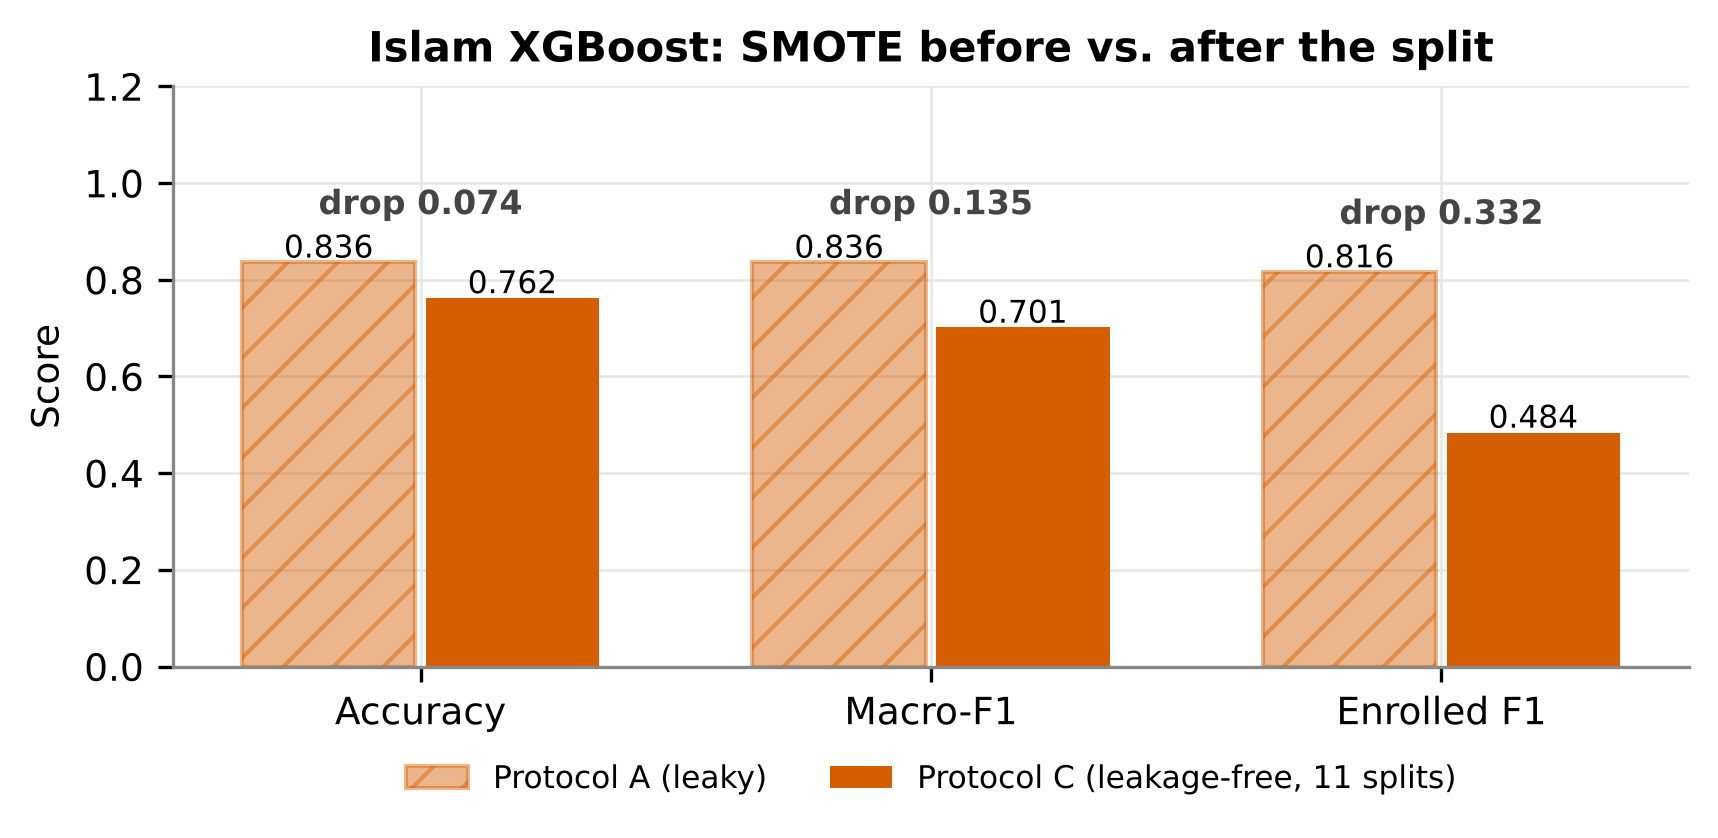 Islam XGBoost: SMOTE before vs. after the split
1.2
1.0
0.8
0.6
0.4
0.2
0.0
Score
drop 0.074
drop 0.135
drop 0.332
0.836
0.762
0.836
0.701
0.816
0.484
Accuracy
Macro-F1
Enrolled F1
Protocol A (leaky)
Protocol C (leakage-free, 11 splits)